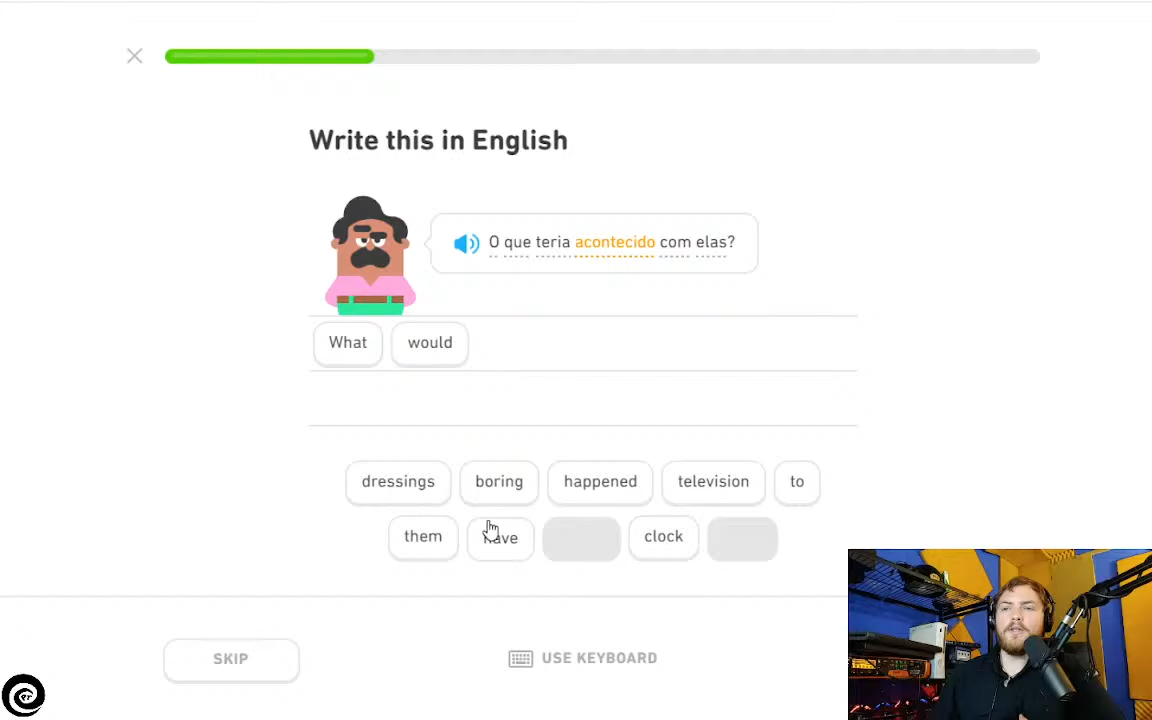 Write this in English
O que teria acontecido com elas?
What would
dressings boring happened television to
them have clock
SKIP USE KEYBOARD